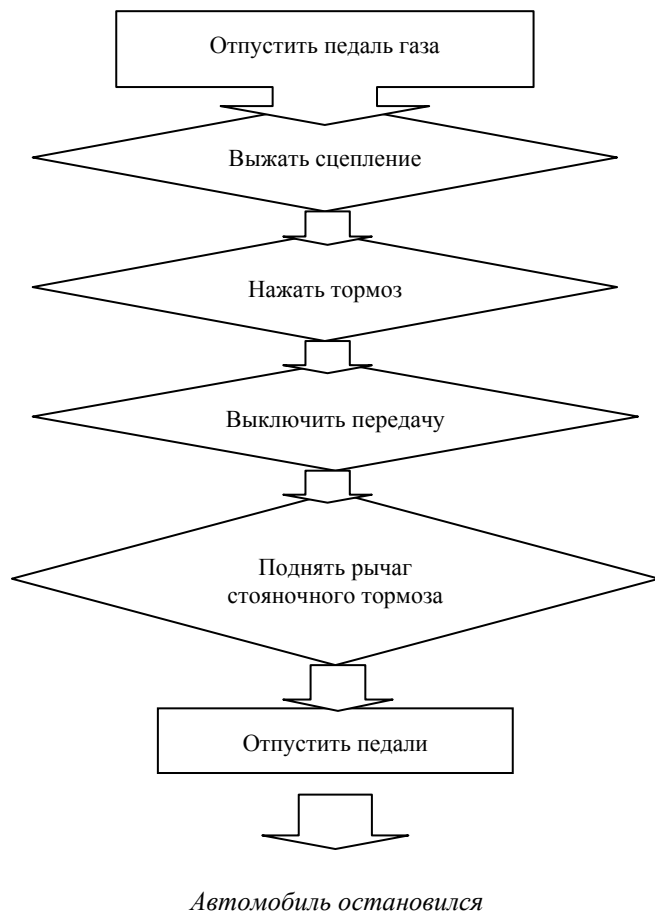 Отпустить педаль газа
Выжать сцепление
Нажать тормоз
Выключить передачу
Поднять рычаг
стояночного тормоза
Отпустить педали
Автомобиль остановился